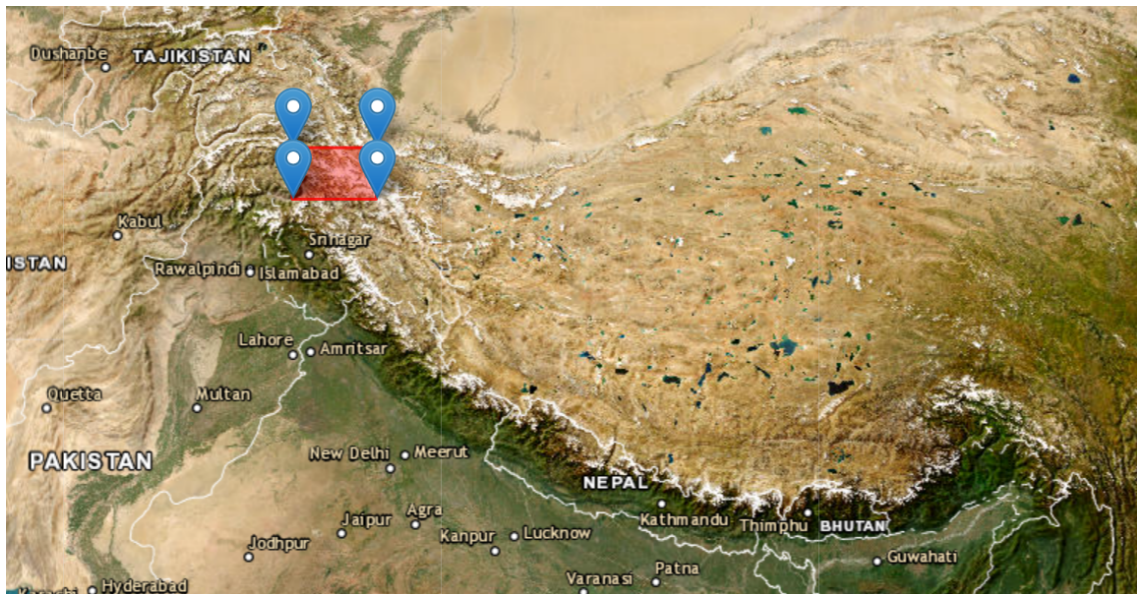 Dushanbe
TAJIKISTAN
Kabul
ISTAN
Srinagar
Rawalpindi
Islamabad
Lahore
Amritsar
Quetta
Multan
PAKISTAN
New Delhi
Meerut
NEPAL
Kathmandu
Thimphu
BHUTAN
Agra
Jaipur
Kanpur
Lucknow
Jodhpur
Guwahati
Varanasi
Patna
Karachi
Hyderabad